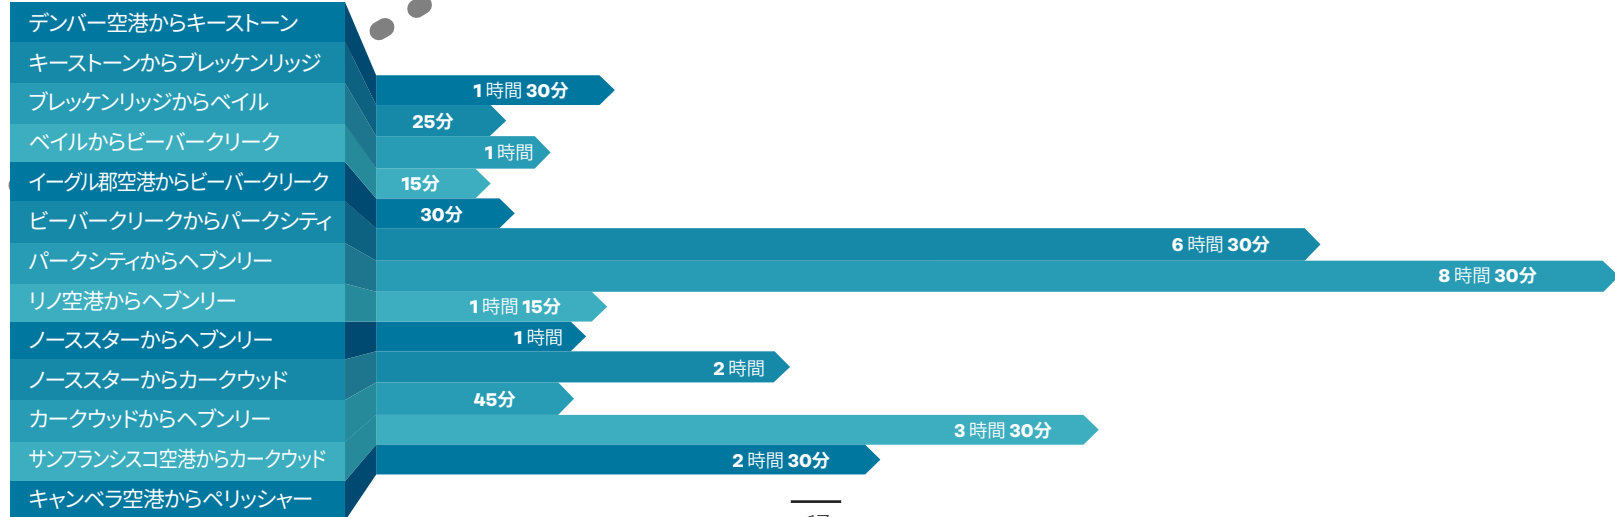 デンバー空港からキーストーン
キーストーンからブレッケンリッジ
ブレッケンリッジからベイル
ベイルからビーバークリーク
イーグル郡空港からビーバークリーク
ビーバークリークからパークシティ
パークシティからヘブンリー
リノ空港からヘブンリー
ノーススターからヘブンリー
ノーススターからカークウッド
カークウッドからヘブンリー
サンフランシスコ空港からカークウッド
キャンベラ空港からペリッシャー
1 時間 30分
25分
1 時間
15分
30分
6 時間 30分
8 時間 30分
1 時間 15分
1 時間
2 時間
45分
3 時間 30分
2 時間 30分